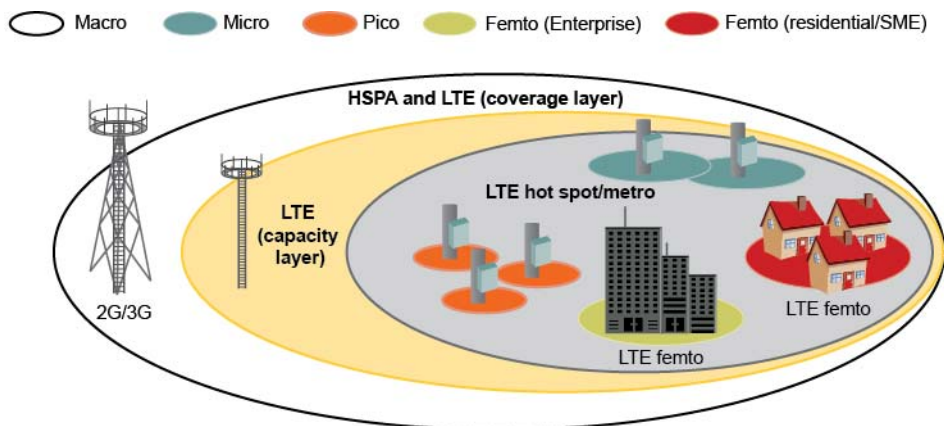 Macro
Micro
Pico
Femto (Enterprise)
Femto (residential/SME)
HSPA and LTE (coverage layer)
LTE hot spot/metro
LTE
(capacity
layer)
2G/3G
LTE femto
LTE femto